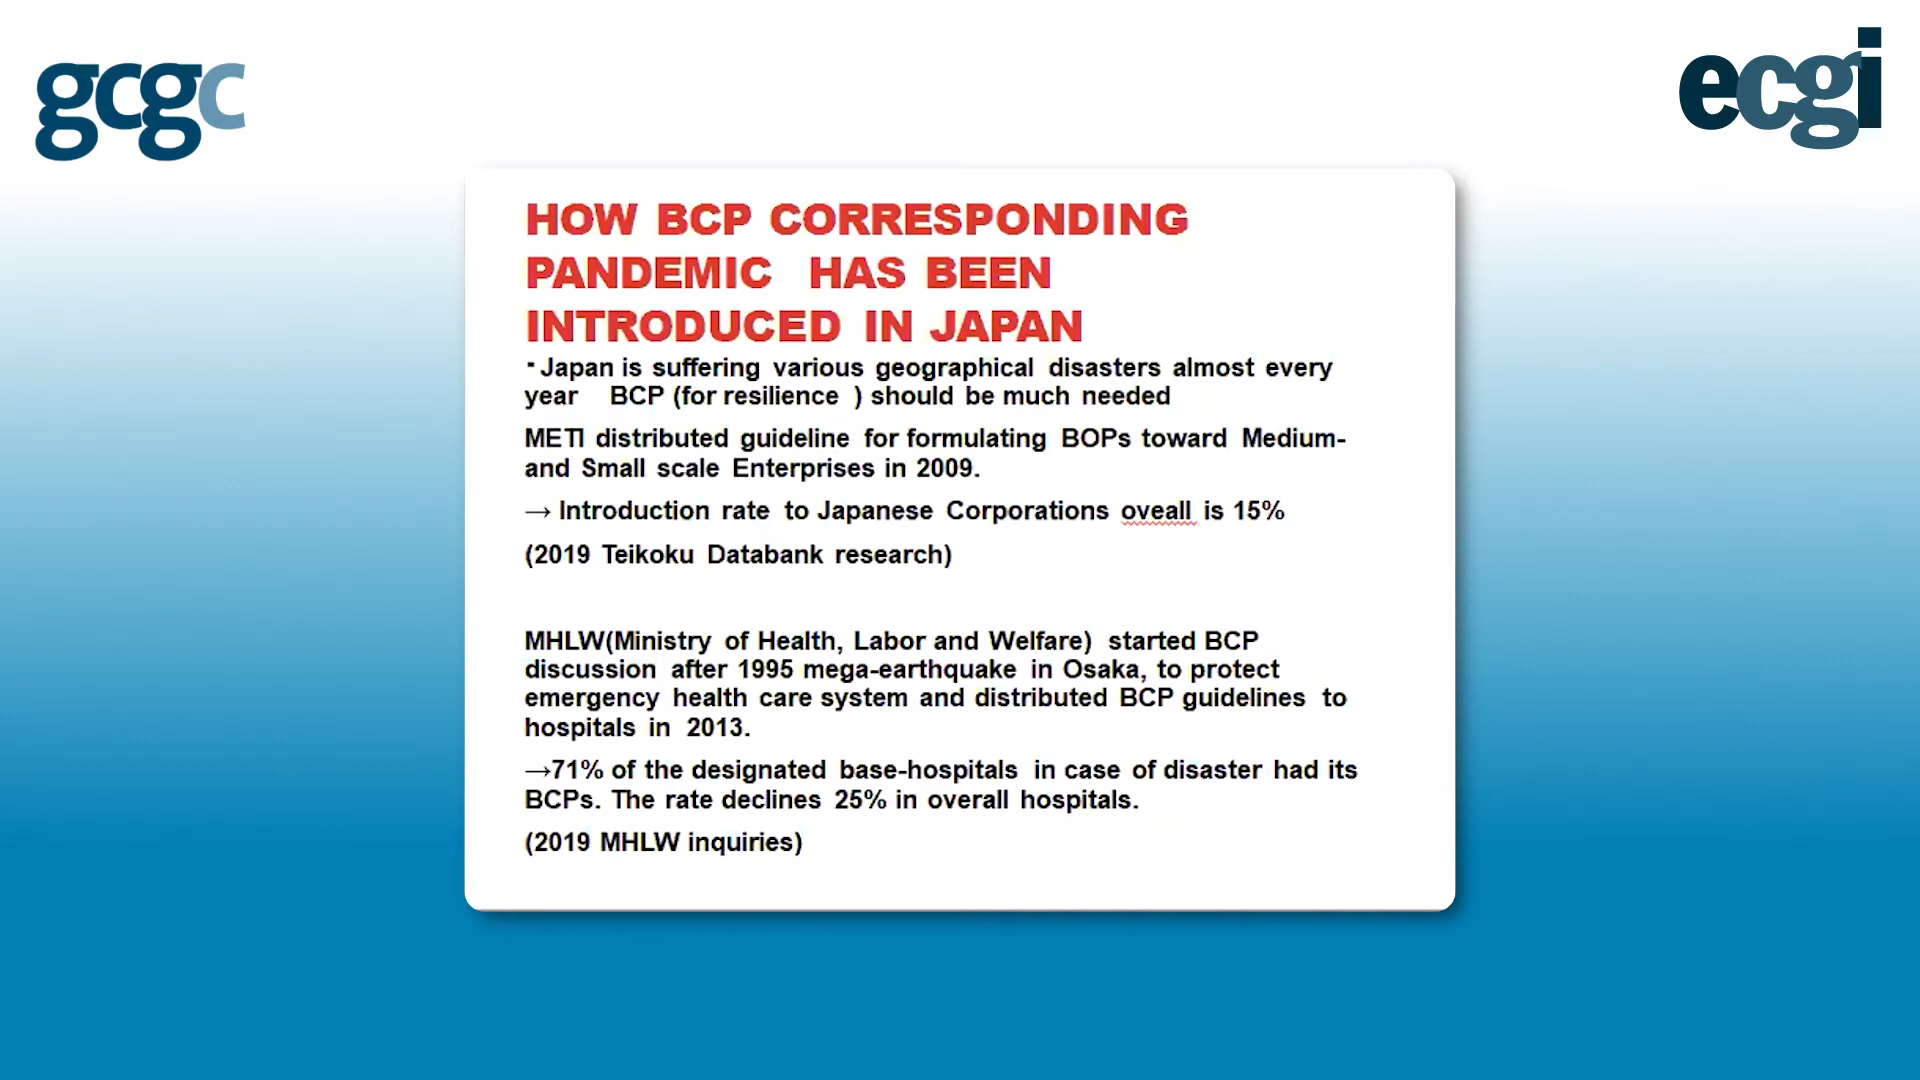 gcgc
ecgi
HOW BCP CORRESPONDING
PANDEMIC HAS BEEN
INTRODUCED IN JAPAN
・Japan is suffering various geographical disasters almost every
year BCP (for resilience ) should be much needed
METI distributed guideline for formulating BOPs toward Medium-
and Small scale Enterprises in 2009.
→ Introduction rate to Japanese Corporations oveall is 15%
(2019 Teikoku Databank research)
MHLW(Ministry of Health, Labor and Welfare) started BCP
discussion after 1995 mega-earthquake in Osaka, to protect
emergency health care system and distributed BCP guidelines to
hospitals in 2013.
→71% of the designated base-hospitals in case of disaster had its
BCPs. The rate declines 25% in overall hospitals.
(2019 MHLW inquiries)